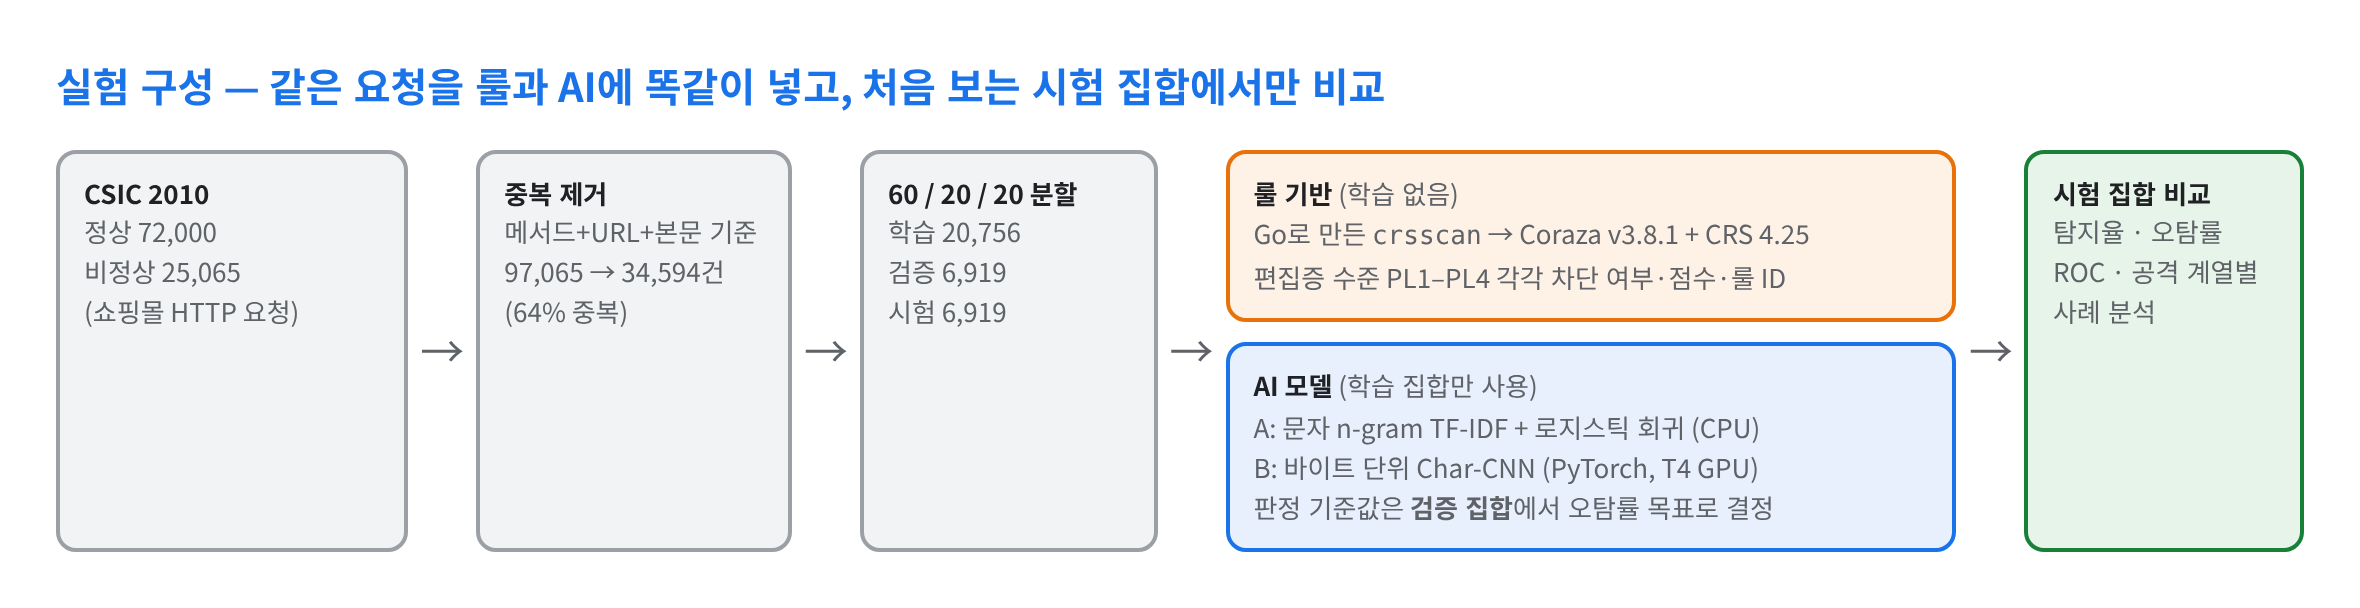 실험 구성 — 같은 요청을 룰과 AI에 똑같이 넣고, 처음 보는 시험 집합에서만 비교
CSIC 2010
정상 72,000
비정상 25,065
(쇼핑몰 HTTP 요청)
→
중복 제거
메서드+URL+본문 기준
97,065 → 34,594건
(64% 중복)
→
60 / 20 / 20 분할
학습 20,756
검증 6,919
시험 6,919
→
룰 기반 (학습 없음)
Go로 만든 crsscan → Coraza v3.8.1 + CRS 4.25
편집증 수준 PL1–PL4 각각 차단 여부·점수·룰 ID
AI 모델 (학습 집합만 사용)
A: 문자 n-gram TF-IDF + 로지스틱 회귀 (CPU)
B: 바이트 단위 Char-CNN (PyTorch, T4 GPU)
판정 기준값은 검증 집합에서 오탐률 목표로 결정
→
시험 집합 비교
탐지율 · 오탐률
ROC · 공격 계열별
사례 분석